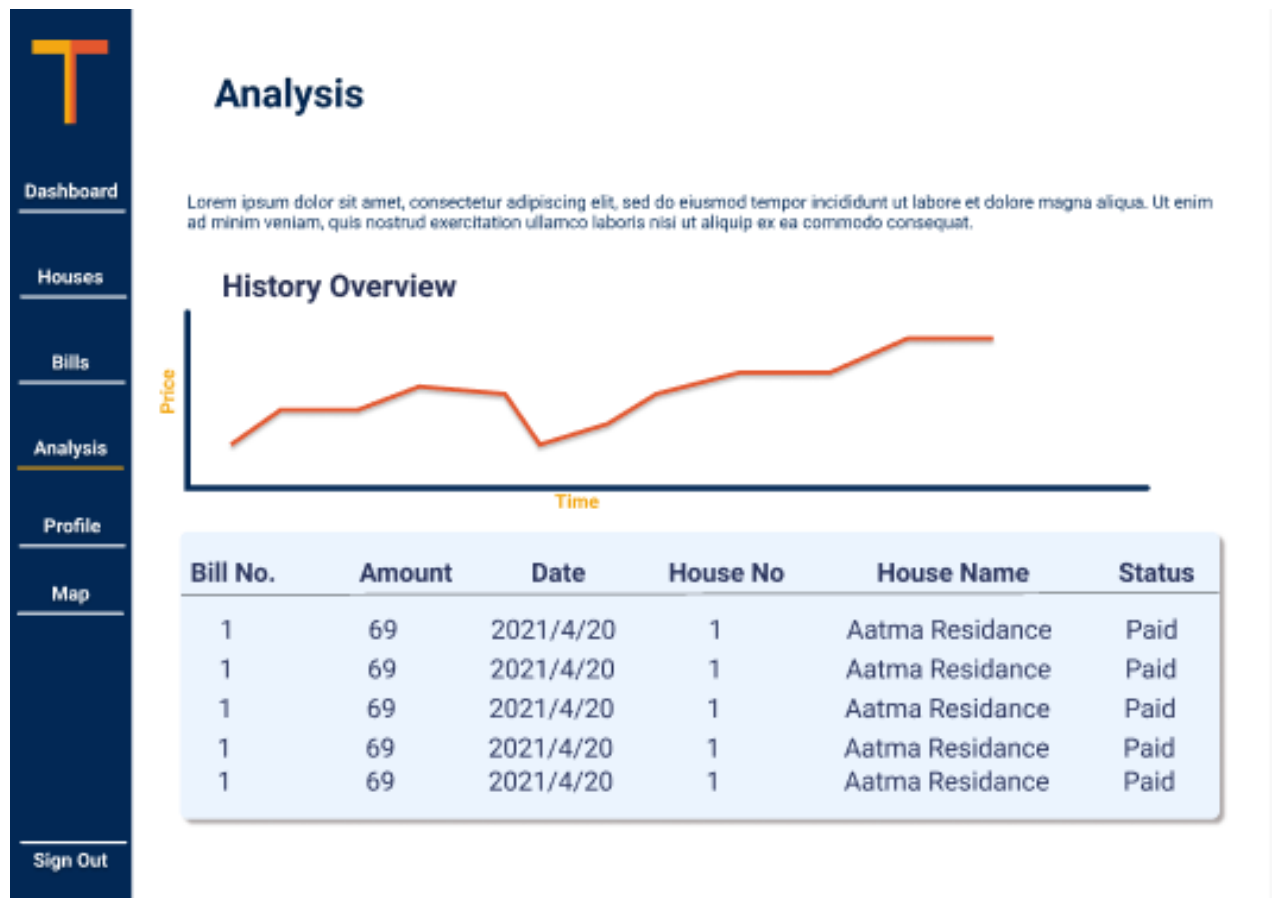 T
Analysis
Dashboard
Houses
Bills
Analysis
Profile
Map
Sign Out
Lorem ipsum dolor sit amet, consectetur adipiscing elit, sed do eiusmod tempor incididunt ut labore et dolore magna aliqua. Ut enim
ad minim veniam, quis nostrud exercitation ullamco laboris nisi ut aliquip ex ea commodo consequat.
History Overview
Price
Time
Bill No. Amount Date House No House Name Status
1 69 2021/4/20 1 Aatma Residance Paid
1 69 2021/4/20 1 Aatma Residance Paid
1 69 2021/4/20 1 Aatma Residance Paid
1 69 2021/4/20 1 Aatma Residance Paid
1 69 2021/4/20 1 Aatma Residance Paid